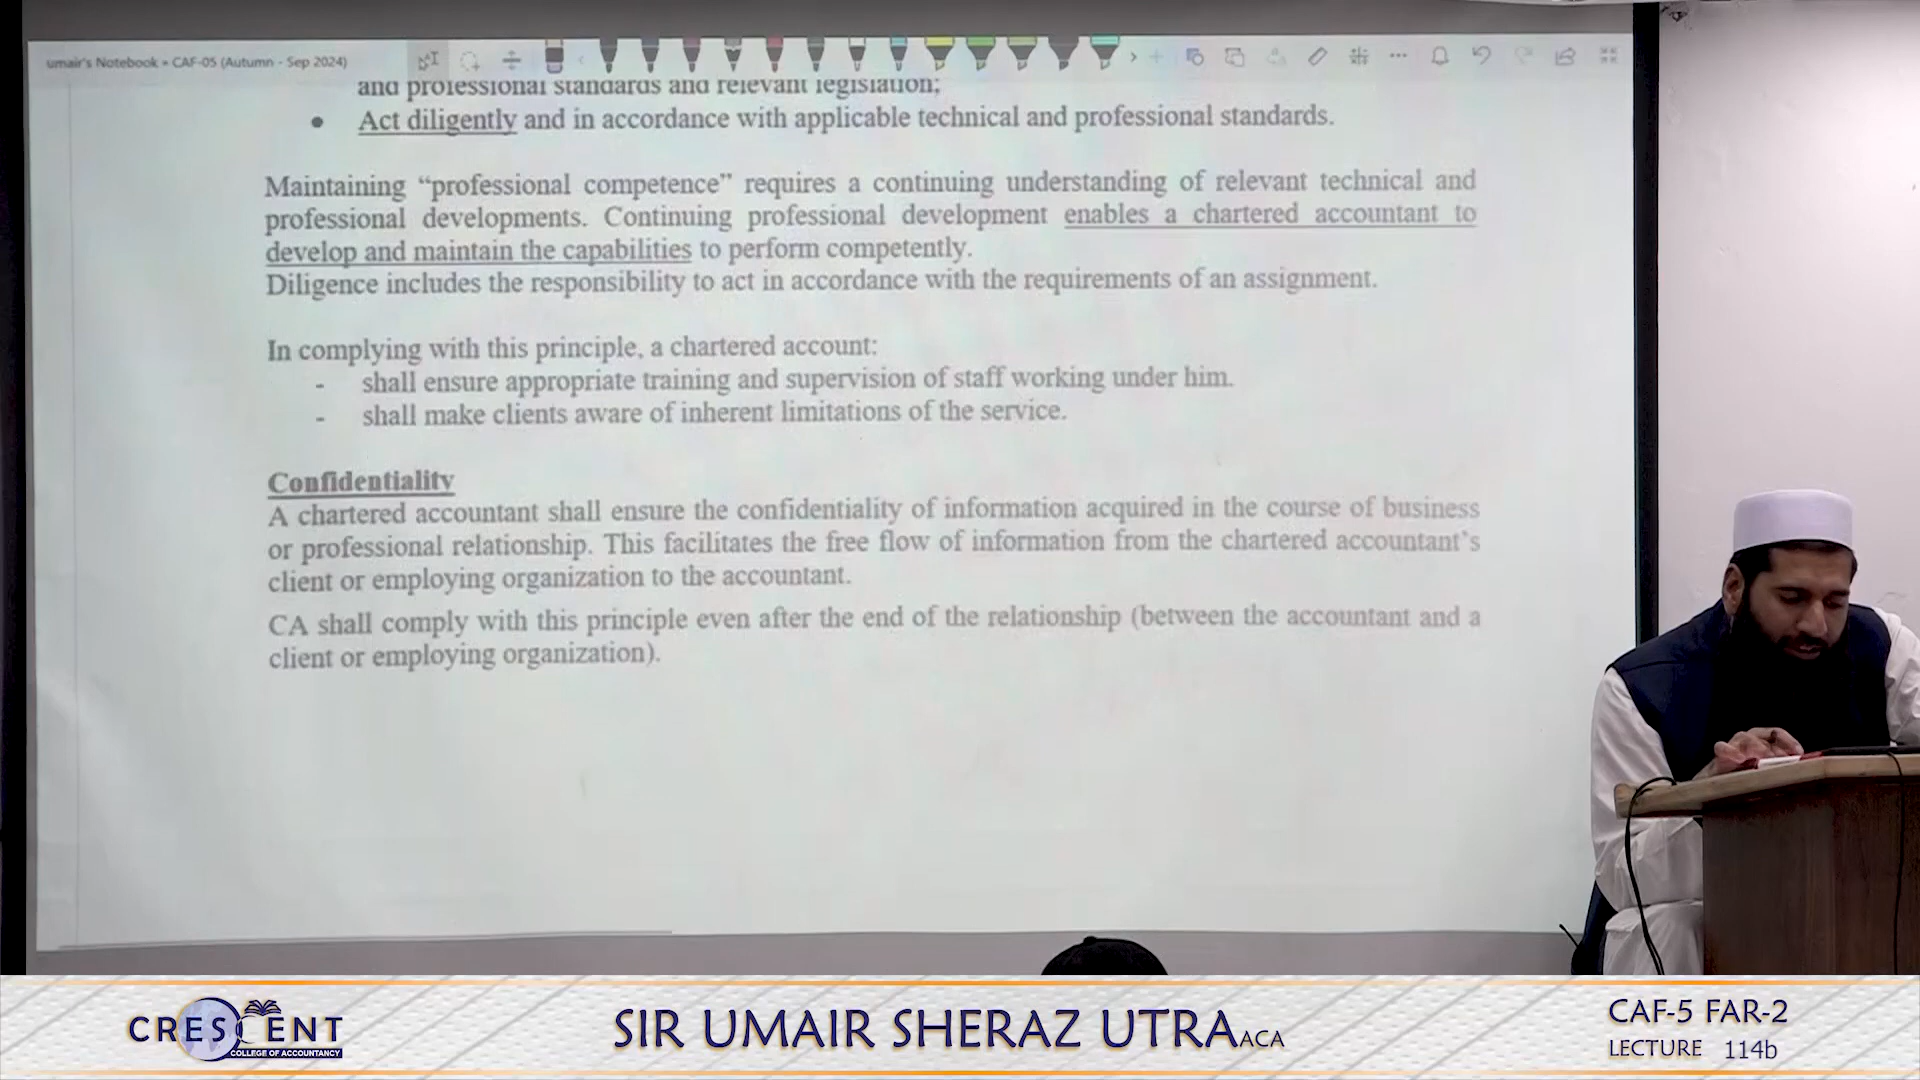 umair's Notebook » CAF-05 (Autumn - Sep 2024)
and professional standards and relevant legislation;
• Act diligently and in accordance with applicable technical and professional standards.
Maintaining “professional competence” requires a continuing understanding of relevant technical and
professional developments. Continuing professional development enables a chartered accountant to
develop and maintain the capabilities to perform competently.
Diligence includes the responsibility to act in accordance with the requirements of an assignment.
In complying with this principle, a chartered account:
- shall ensure appropriate training and supervision of staff working under him.
- shall make clients aware of inherent limitations of the service.
Confidentiality
A chartered accountant shall ensure the confidentiality of information acquired in the course of business
or professional relationship. This facilitates the free flow of information from the chartered accountant’s
client or employing organization to the accountant.
CA shall comply with this principle even after the end of the relationship (between the accountant and a
client or employing organization).
CRESCENT
COLLEGE OF ACCOUNTANCY
SIR UMAIR SHERAZ UTRA ACA
CAF-5 FAR-2
LECTURE 114b